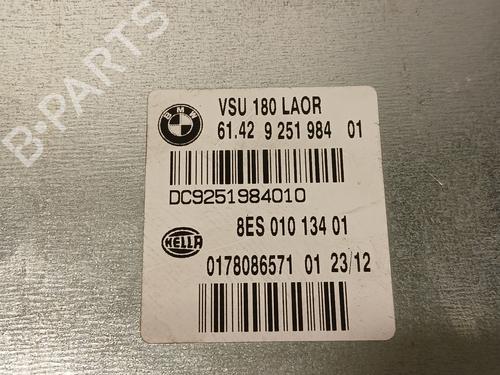 B-PARTS
BMW
VSU 180 LAOR
61.42 9 251 984 01
DC9251984010
8ES 010 134 01
HELLA
0178086571 01 23/12